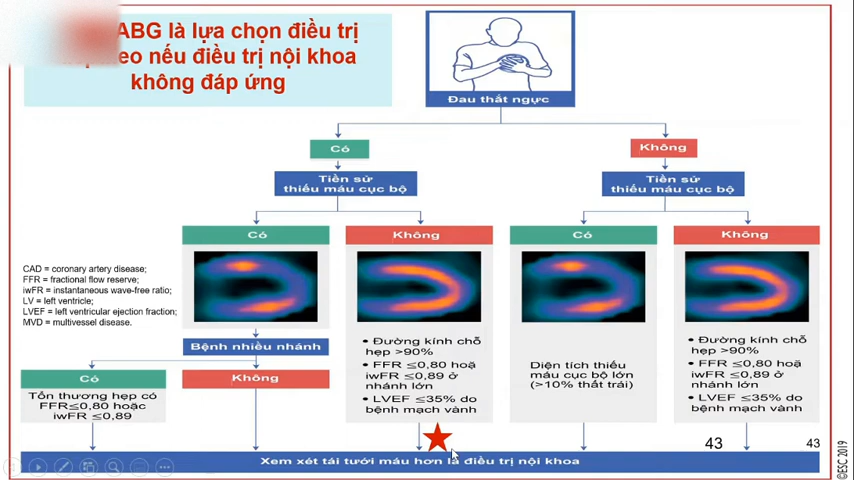 ABG là lựa chọn điều trị
eo nếu điều trị nội khoa
không đáp ứng
Đau thắt ngực
Có
Không
Tiền sử
thiếu máu cục bộ
Tiền sử
thiếu máu cục bộ
Có
Không
Có
Không
CAD = coronary artery disease;
FFR = fractional flow reserve;
iwFR = instantaneous wave-free ratio;
LV = left ventricle;
LVEF = left ventricular ejection fraction;
MVD = multivessel disease.
Bệnh nhiều nhánh
Có
Không
Tổn thương hẹp có
FFR≤0,80 hoặc
iwFR ≤0,89
• Đường kính chỗ
hẹp >90%
• FFR ≤0,80 hoặ
iwFR ≤0,89 ở
nhánh lớn
• LVEF ≤35% do
bệnh mạch vành
Diện tích thiếu
máu cục bộ lớn
(>10% thất trái)
• Đường kính chỗ
hẹp >90%
• FFR ≤0,80 hoặ
iwFR ≤0,89 ở
nhánh lớn
• LVEF ≤35% do
bệnh mạch vành
43
43
Xem xét tái tưới máu hơn là điều trị nội khoa
©ESC 2019